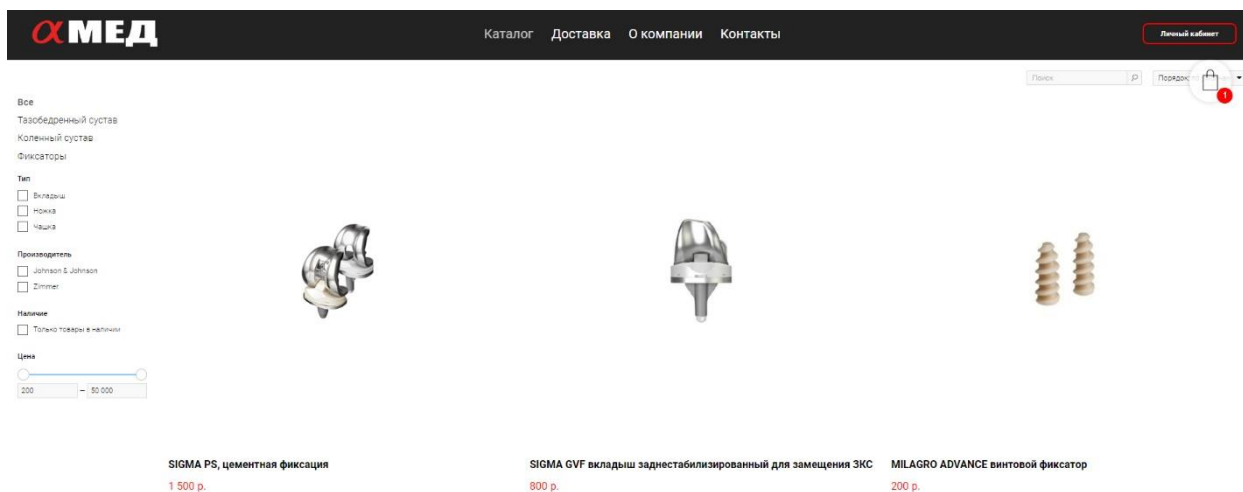 αМЕД
Каталог Доставка О компании Контакты
Личный кабинет
Поиск
Порядок:
1
Все
Тазобедренный сустав
Коленный сустав
Фиксаторы
Тип
Вкладыш
Ножка
Чашка
Производитель
Johnson & Johnson
Zimmer
Наличие
Только товары в наличии
Цена
200 – 50 000
SIGMA PS, цементная фиксация
1 500 р.
SIGMA GVF вкладыш заднестабилизированный для замещения ЗКС
800 р.
MILAGRO ADVANCE винтовой фиксатор
200 р.